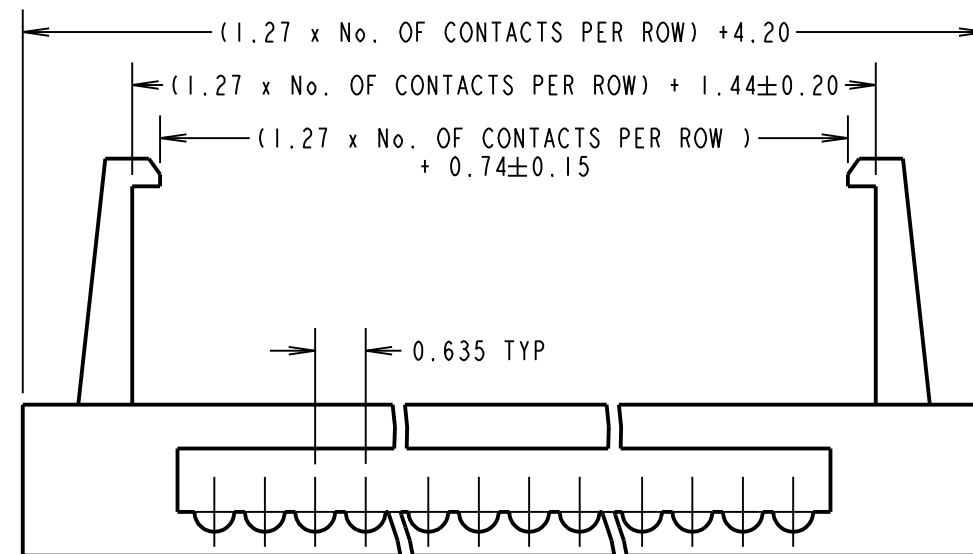 (1.27 x No. OF CONTACTS PER ROW) +4.20
(1.27 x No. OF CONTACTS PER ROW) + 1.44±0.20
(1.27 x No. OF CONTACTS PER ROW )
+ 0.74±0.15
0.635 TYP